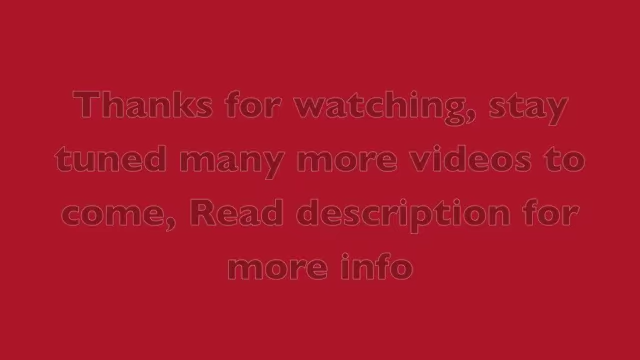 Thanks for watching, stay
tuned many more videos to
come, Read description for
more info